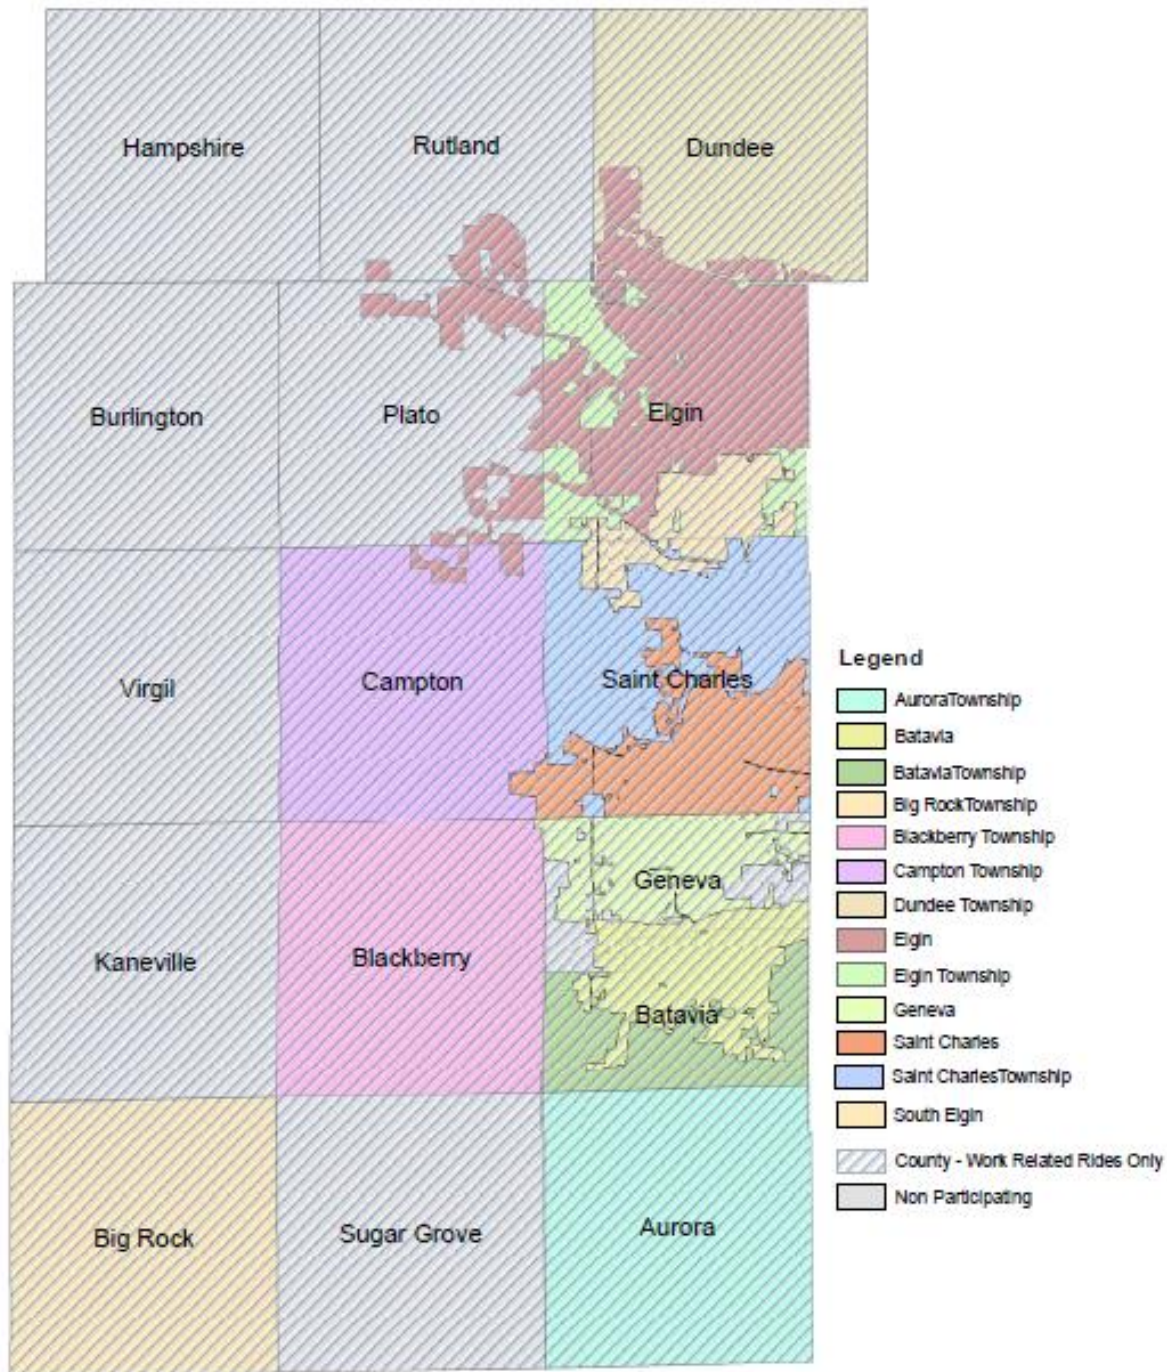 Hampshire
Rutland
Dundee
Burlington
Plato
Elgin
Virgil
Campton
Saint Charles
Kaneville
Blackberry
Geneva
Batavia
Big Rock
Sugar Grove
Aurora
Legend
AuroraTownship
Batavia
BataviaTownship
Big RockTownship
Blackberry Township
Campton Township
Dundee Township
Elgin
Elgin Township
Geneva
Saint Charles
Saint CharlesTownship
South Elgin
County - Work Related Rides Only
Non Participating